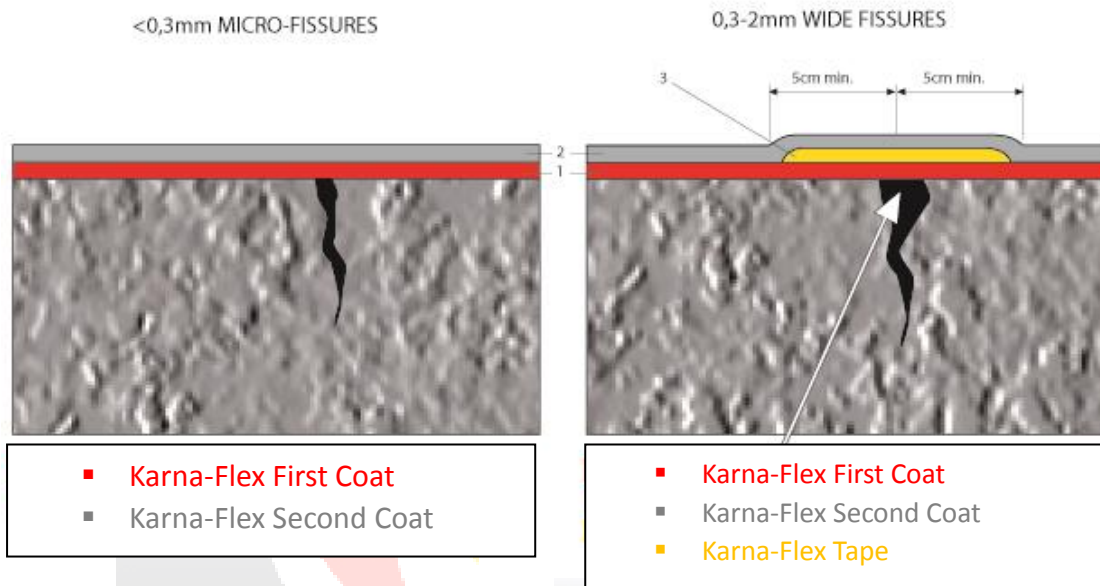 <0,3mm MICRO-FISSURES
0,3-2mm WIDE FISSURES
3
5cm min.
5cm min.
2
1
▪ Karna-Flex First Coat
▪ Karna-Flex Second Coat
▪ Karna-Flex First Coat
▪ Karna-Flex Second Coat
▪ Karna-Flex Tape